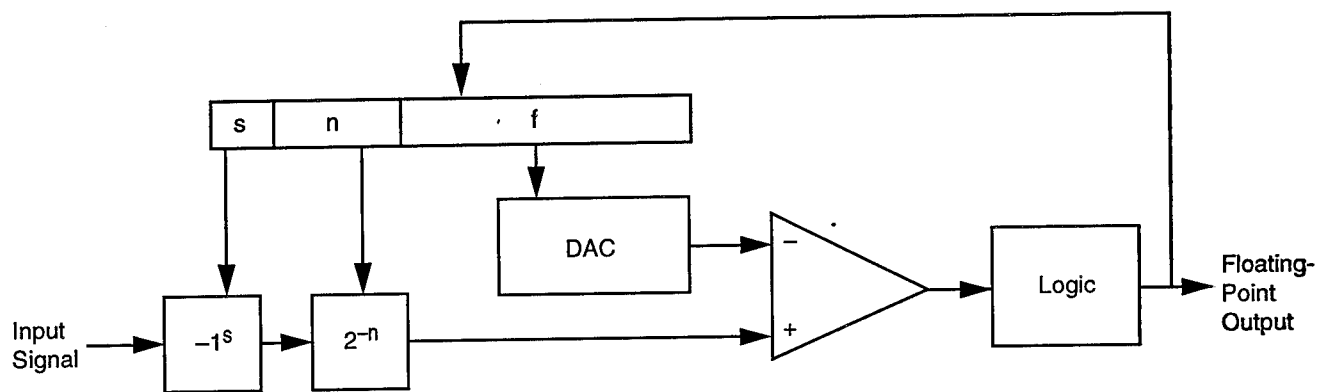 s n f
DAC
−
+
Logic
Floating-
Point
Output
Input
Signal
−1ˢ
2⁻ⁿ